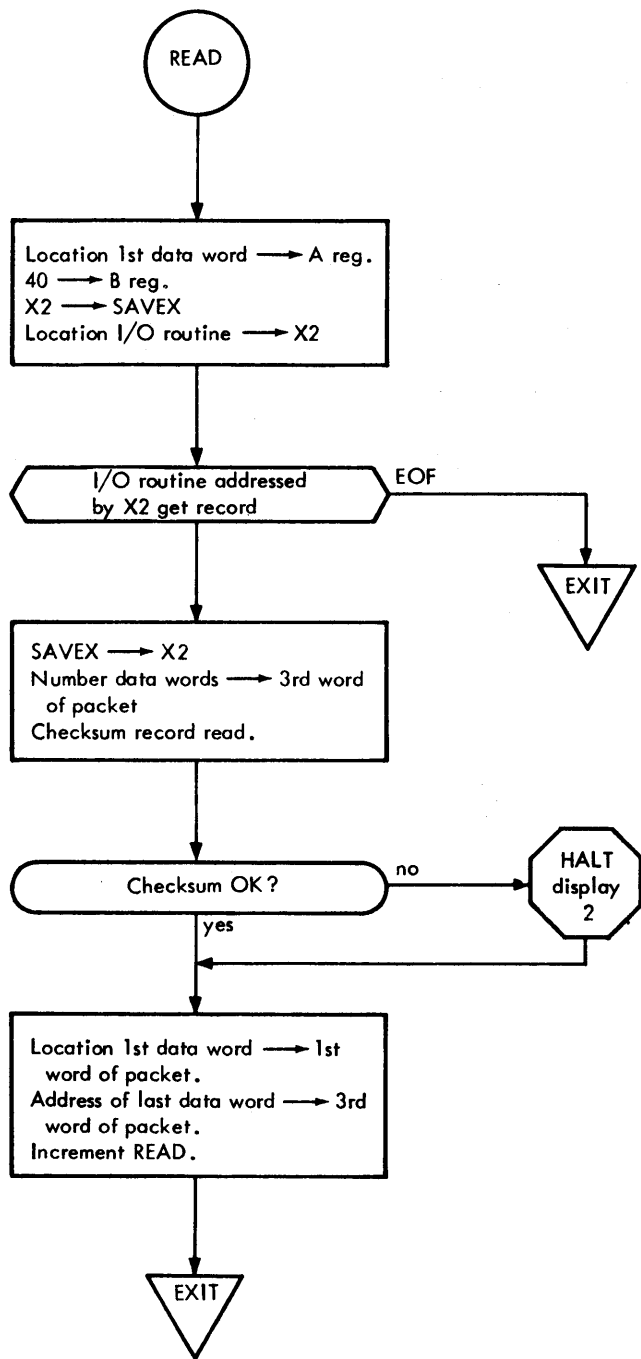 READ
Location 1st data word → A reg.
40 → B reg.
X2 → SAVEX
Location I/O routine → X2
I/O routine addressed
by X2 get record
EOF
EXIT
SAVEX → X2
Number data words → 3rd word
of packet
Checksum record read.
Checksum OK?
no
HALT
display
2
yes
Location 1st data word → 1st
word of packet.
Address of last data word → 3rd
word of packet.
Increment READ.
EXIT